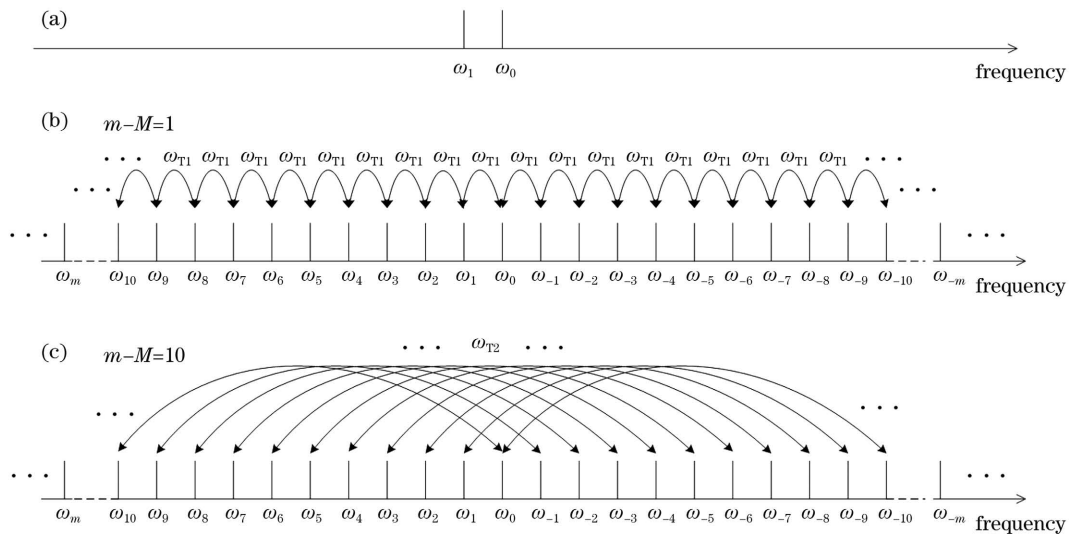 (a)
ω1 ω0
frequency
(b) m–M=1
· · · ωT1 ωT1 ωT1 ωT1 ωT1 ωT1 ωT1 ωT1 ωT1 ωT1 ωT1 ωT1 ωT1 ωT1 ωT1 ωT1 ωT1 ωT1 · · ·
· · · · · ·
· · · · · ·
ωm ω10 ω9 ω8 ω7 ω6 ω5 ω4 ω3 ω2 ω1 ω0 ω−1 ω−2 ω−3 ω−4 ω−5 ω−6 ω−7 ω−8 ω−9 ω−10 ω−m
frequency
(c) m–M=10
· · · ωT2 · · ·
· · · · · ·
· · · · · ·
ωm ω10 ω9 ω8 ω7 ω6 ω5 ω4 ω3 ω2 ω1 ω0 ω−1 ω−2 ω−3 ω−4 ω−5 ω−6 ω−7 ω−8 ω−9 ω−10 ω−m
frequency